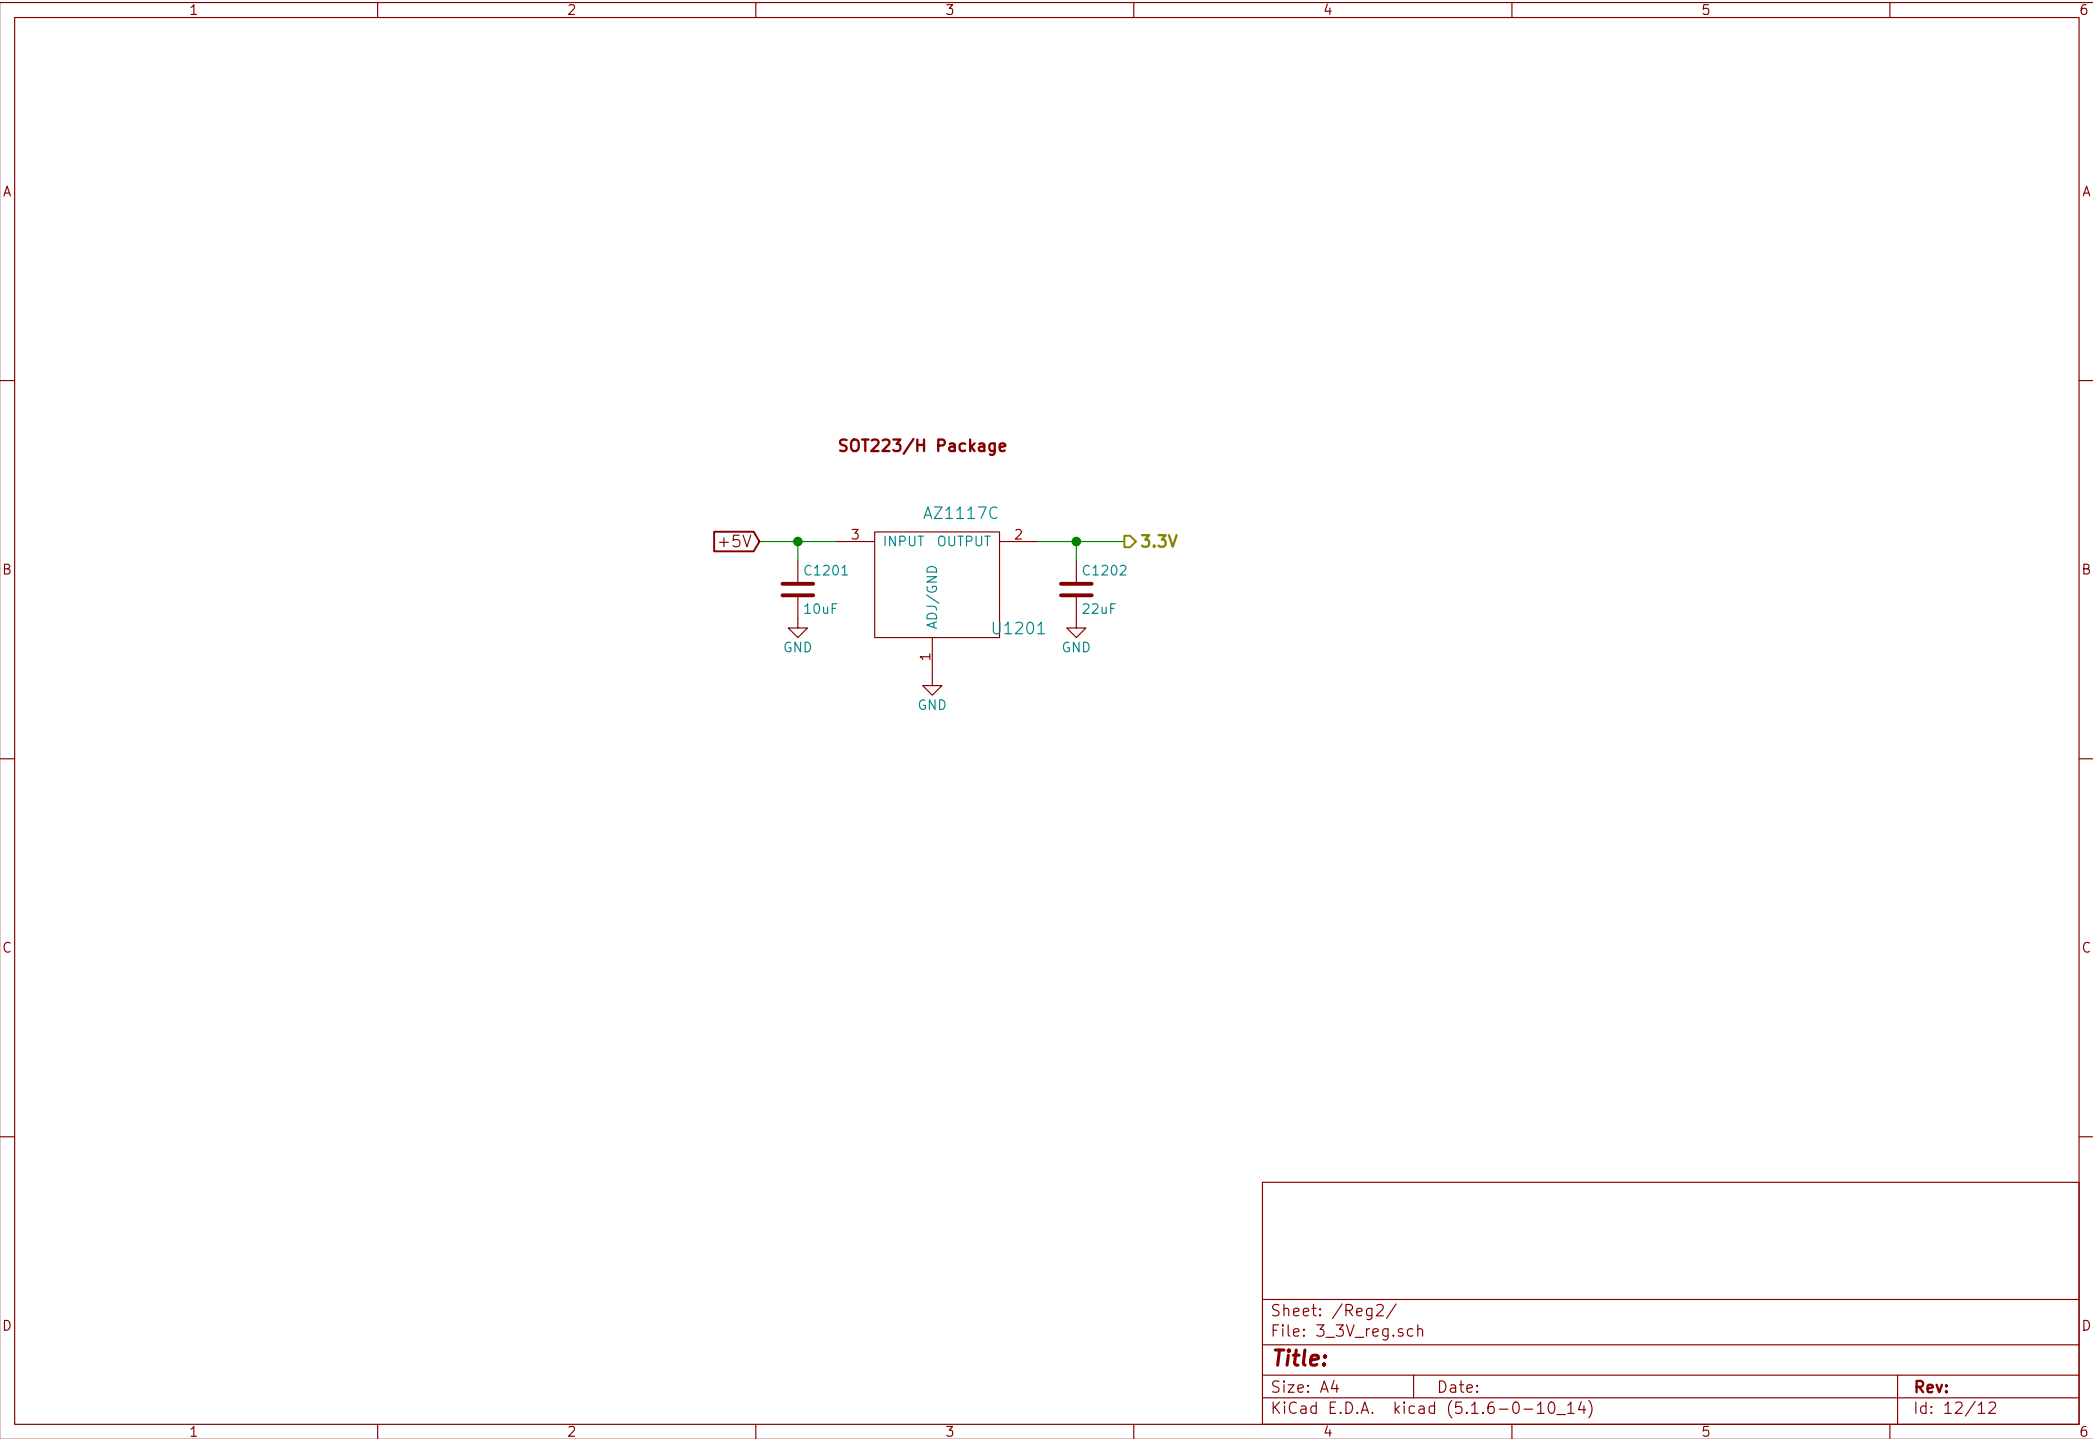 1 2 3 4 5 6
A A
SOT223/H Package
AZ1117C
+5V 3 INPUT OUTPUT 2 3.3V
B B
C1201 C1202
ADJ/GND
10uF 22uF
U1201
GND GND
1
GND
C C
Sheet: /Reg2/
File: 3_3V_reg.sch
D D
Title:
Size: A4 Date: Rev:
KiCad E.D.A. kicad (5.1.6-0-10_14) Id: 12/12
1 2 3 4 5 6